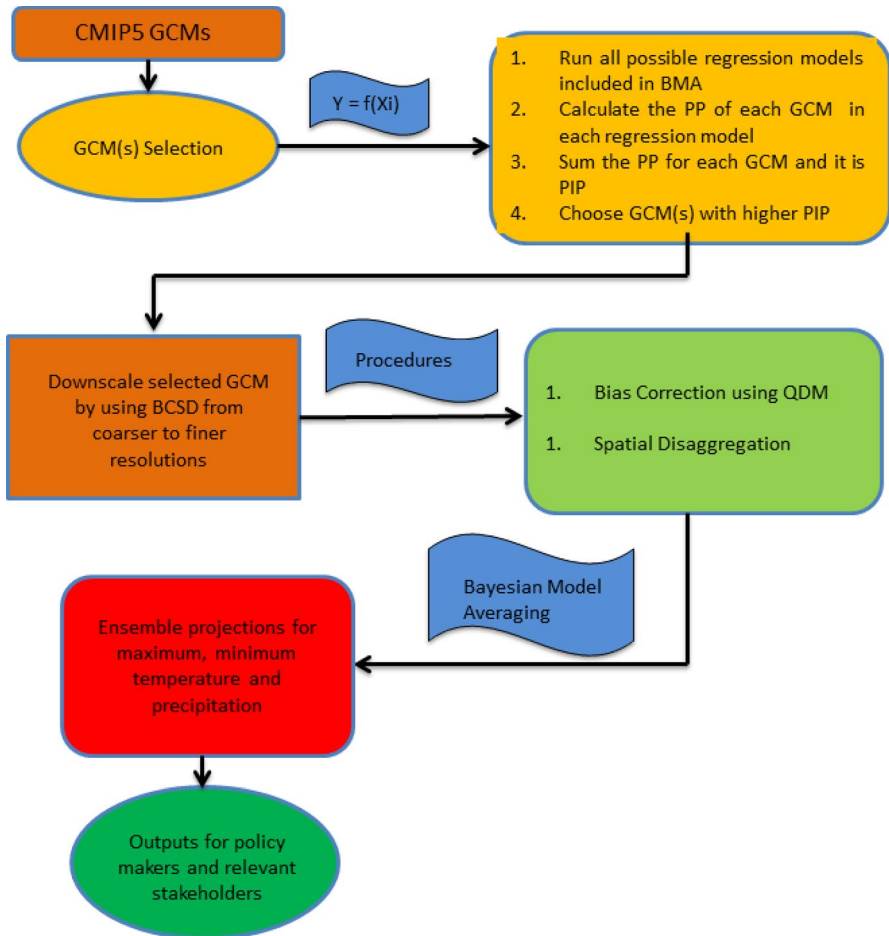 CMIP5 GCMs
GCM(s) Selection
Y = f(Xi)
1. Run all possible regression models
included in BMA
2. Calculate the PP of each GCM in
each regression model
3. Sum the PP for each GCM and it is
PIP
4. Choose GCM(s) with higher PIP
Downscale selected GCM
by using BCSD from
coarser to finer
resolutions
Procedures
1. Bias Correction using QDM
1. Spatial Disaggregation
Bayesian Model
Averaging
Ensemble projections for
maximum, minimum
temperature and
precipitation
Outputs for policy
makers and relevant
stakeholders